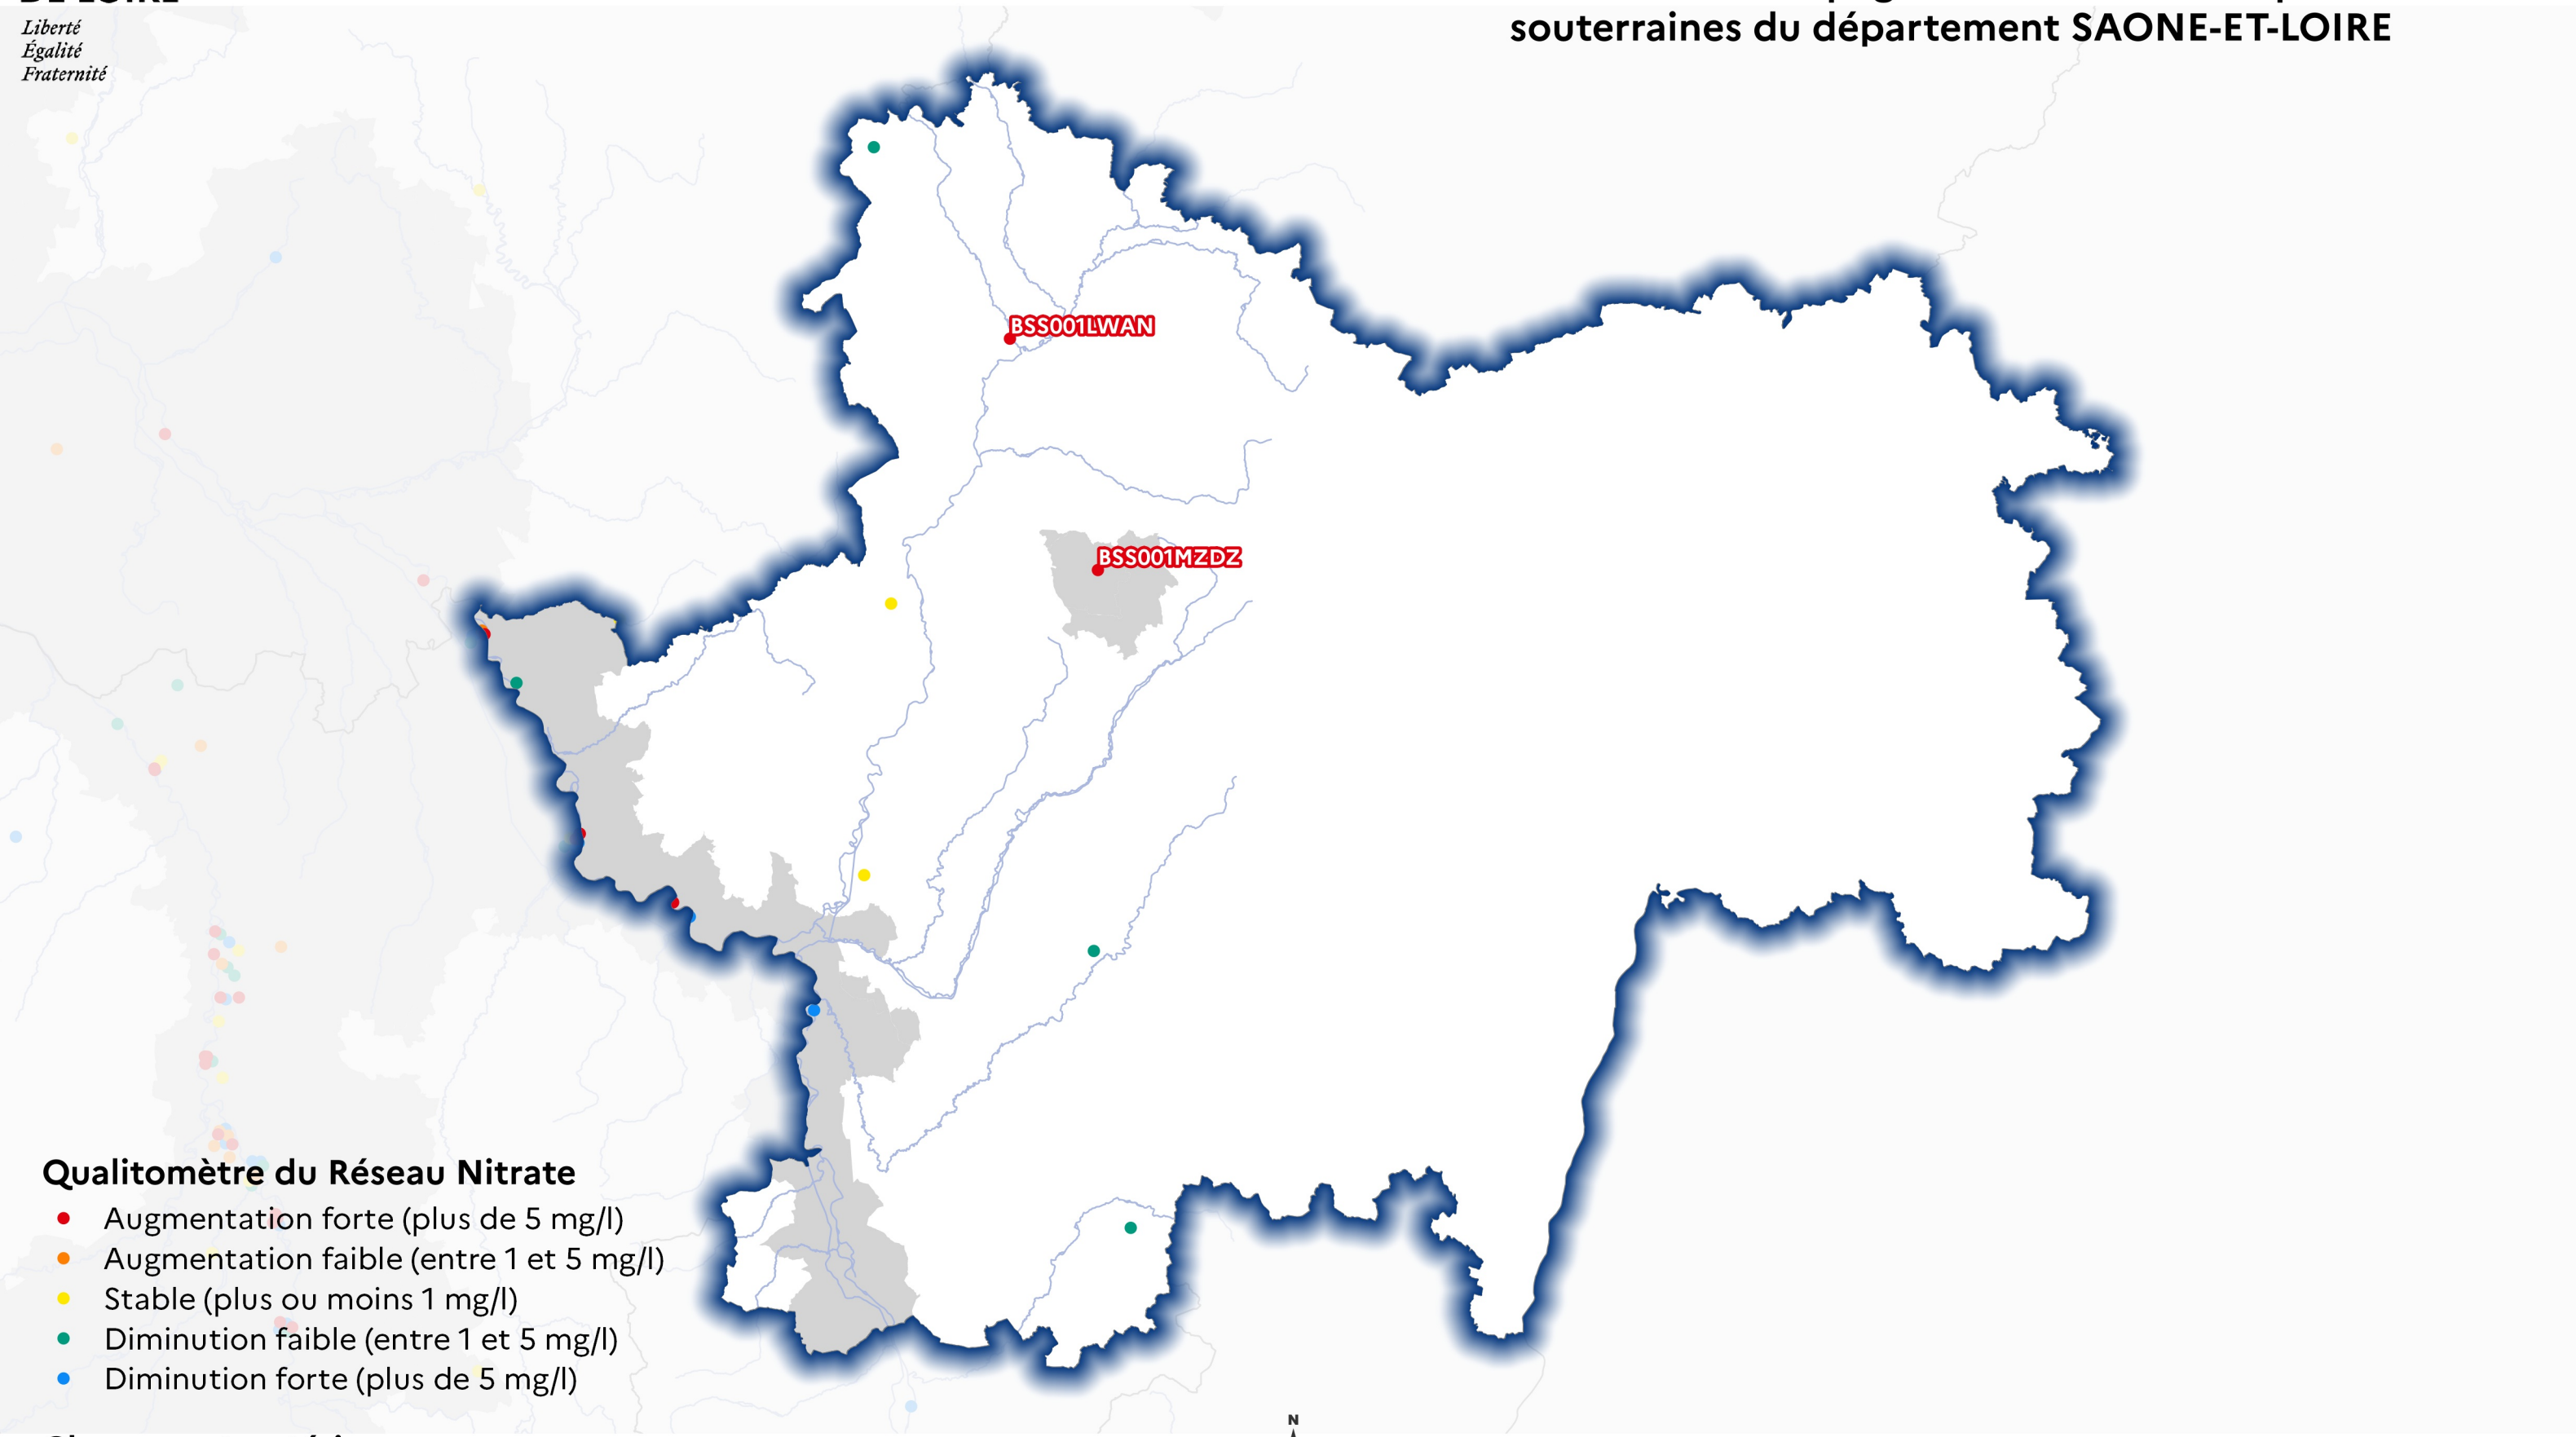 Liberté
Égalité
Fraternité
souterraines du département SAONE-ET-LOIRE
BSS001LWAN
BSS001MZDZ
Qualitomètre du Réseau Nitrate
Augmentation forte (plus de 5 mg/l)
Augmentation faible (entre 1 et 5 mg/l)
Stable (plus ou moins 1 mg/l)
Diminution faible (entre 1 et 5 mg/l)
Diminution forte (plus de 5 mg/l)
N